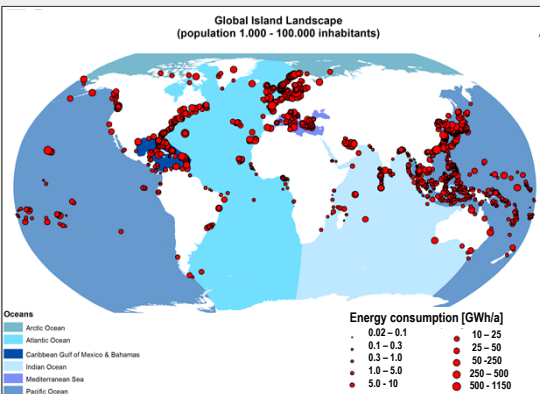 Global Island Landscape
(population 1.000 - 100.000 inhabitants)
Oceans
Arctic Ocean
Atlantic Ocean
Caribbean Gulf of Mexico & Bahamas
Indian Ocean
Mediterranean Sea
Pacific Ocean
Energy consumption [GWh/a]
0.02 – 0.1
0.1 – 0.3
0.3 – 1.0
1.0 – 5.0
5.0 - 10
10 – 25
25 – 50
50 -250
250 – 500
500 - 1150